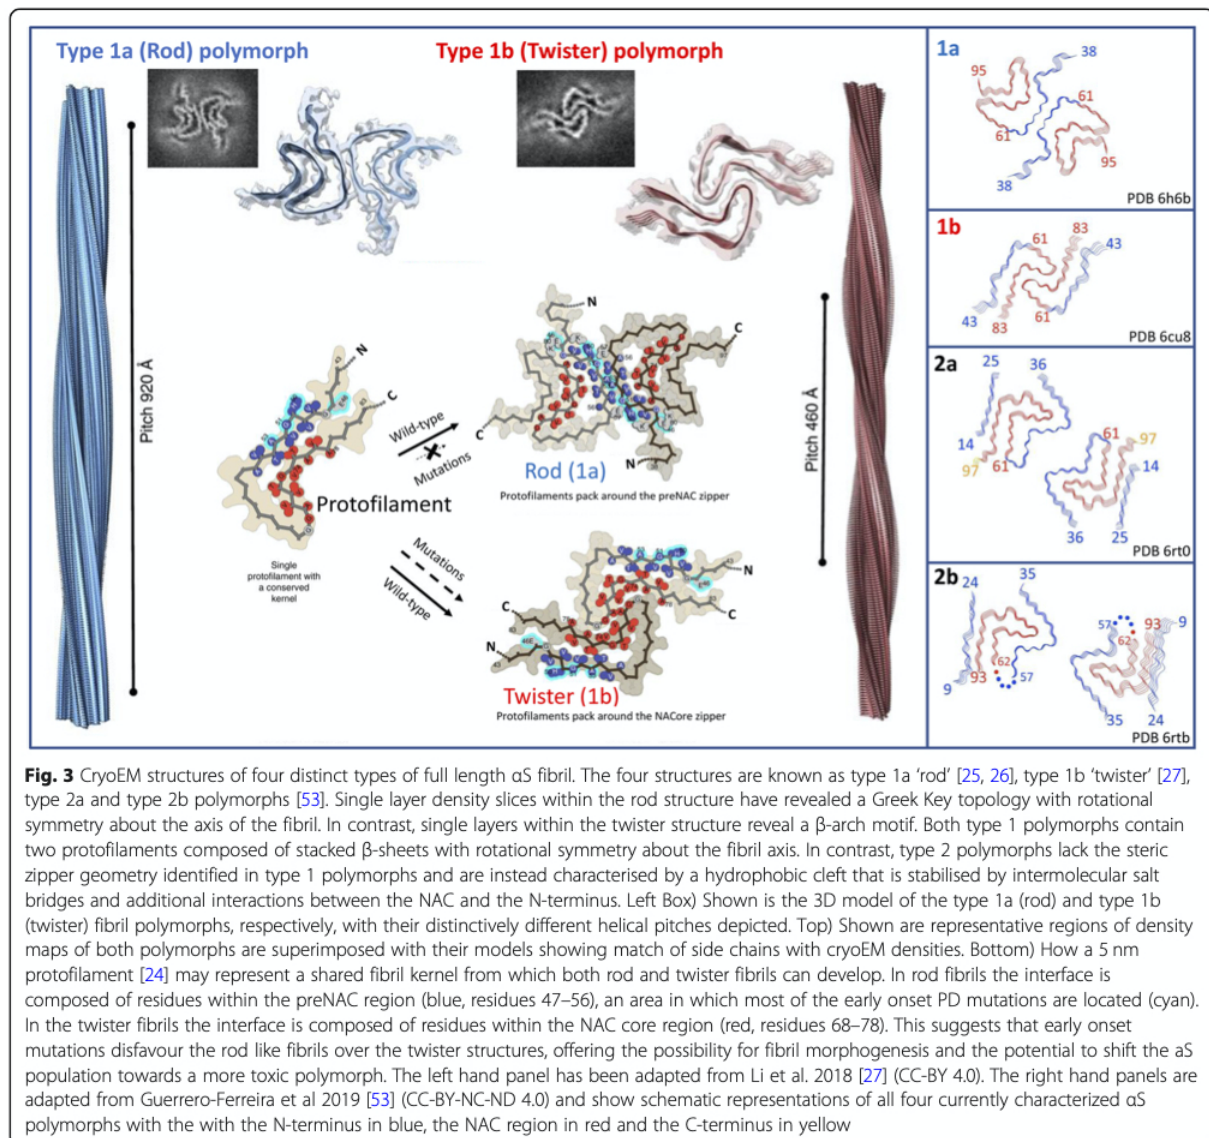 Type 1a (Rod) polymorph
Type 1b (Twister) polymorph
Pitch 920 Å
Pitch 460 Å
N
C
Protofilament
Single
protofilament with
a conserved
kernel
Wild-type
Mutations
Mutations
Wild-type
N
C
C
N
Rod (1a)
Protofilaments pack around the preNAC zipper
N
C
C
N
Twister (1b)
Protofilaments pack around the NACore zipper
1a
38
95
61
61
95
38
PDB 6h6b
1b
83
61
43
43
61
83
PDB 6cu8
2a
25
36
61
97
14
14
97
61
36
25
PDB 6rt0
2b
35
24
57
93
9
62
62
93
57
9
35
24
PDB 6rtb
Fig. 3 CryoEM structures of four distinct types of full length αS fibril. The four structures are known as type 1a ‘rod’ [25, 26], type 1b ‘twister’ [27],
type 2a and type 2b polymorphs [53]. Single layer density slices within the rod structure have revealed a Greek Key topology with rotational
symmetry about the axis of the fibril. In contrast, single layers within the twister structure reveal a β-arch motif. Both type 1 polymorphs contain
two protofilaments composed of stacked β-sheets with rotational symmetry about the fibril axis. In contrast, type 2 polymorphs lack the steric
zipper geometry identified in type 1 polymorphs and are instead characterised by a hydrophobic cleft that is stabilised by intermolecular salt
bridges and additional interactions between the NAC and the N-terminus. Left Box) Shown is the 3D model of the type 1a (rod) and type 1b
(twister) fibril polymorphs, respectively, with their distinctively different helical pitches depicted. Top) Shown are representative regions of density
maps of both polymorphs are superimposed with their models showing match of side chains with cryoEM densities. Bottom) How a 5 nm
protofilament [24] may represent a shared fibril kernel from which both rod and twister fibrils can develop. In rod fibrils the interface is
composed of residues within the preNAC region (blue, residues 47–56), an area in which most of the early onset PD mutations are located (cyan).
In the twister fibrils the interface is composed of residues within the NAC core region (red, residues 68–78). This suggests that early onset
mutations disfavour the rod like fibrils over the twister structures, offering the possibility for fibril morphogenesis and the potential to shift the aS
population towards a more toxic polymorph. The left hand panel has been adapted from Li et al. 2018 [27] (CC-BY 4.0). The right hand panels are
adapted from Guerrero-Ferreira et al 2019 [53] (CC-BY-NC-ND 4.0) and show schematic representations of all four currently characterized αS
polymorphs with the with the N-terminus in blue, the NAC region in red and the C-terminus in yellow